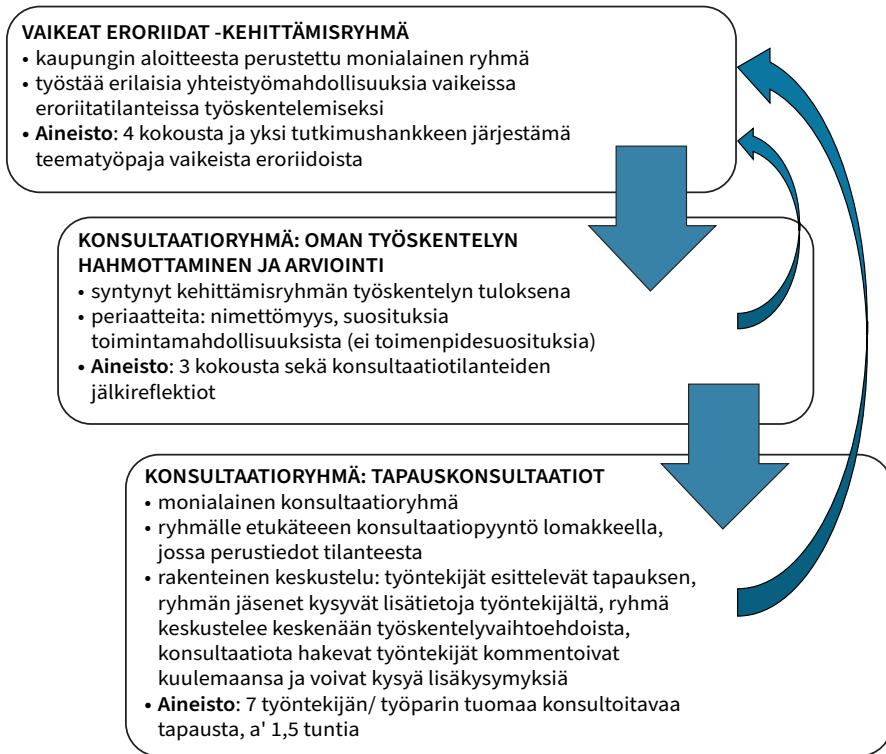 VAIKEAT ERORIIDAT -KEHITTÄMISRYHMÄ
• kaupungin aloitteesta perustettu monialainen ryhmä
• työstää erilaisia yhteistyömahdollisuuksia vaikeissa
eroriitatilanteissa työskentelemiseksi
• Aineisto: 4 kokousta ja yksi tutkimushankkeen järjestämä
teematyöpaja vaikeista eroriidoista
KONSULTAATIORYHMÄ: OMAN TYÖSKENTELYN
HAHMOTTAMINEN JA ARVIOINTI
• syntynyt kehittämisryhmän työskentelyn tuloksena
• periaatteita: nimettömyys, suosituksia
toimintamahdollisuuksista (ei toimenpidesuosituksia)
• Aineisto: 3 kokousta sekä konsultaatiotilanteiden
jälkireflektiot
KONSULTAATIORYHMÄ: TAPAUSKONSULTAATIOT
• monialainen konsultaatioryhmä
• ryhmälle etukäteeen konsultaatiopyyntö lomakkeella,
jossa perustiedot tilanteesta
• rakenteinen keskustelu: työntekijät esittelevät tapauksen,
ryhmän jäsenet kysyvät lisätietoja työntekijältä, ryhmä
keskustelee keskenään työskentelyvaihtoehdoista,
konsultaatiota hakevat työntekijät kommentoivat
kuulemaansa ja voivat kysyä lisäkysymyksiä
• Aineisto: 7 työntekijän/ työparin tuomaa konsultoitavaa
tapausta, a' 1,5 tuntia